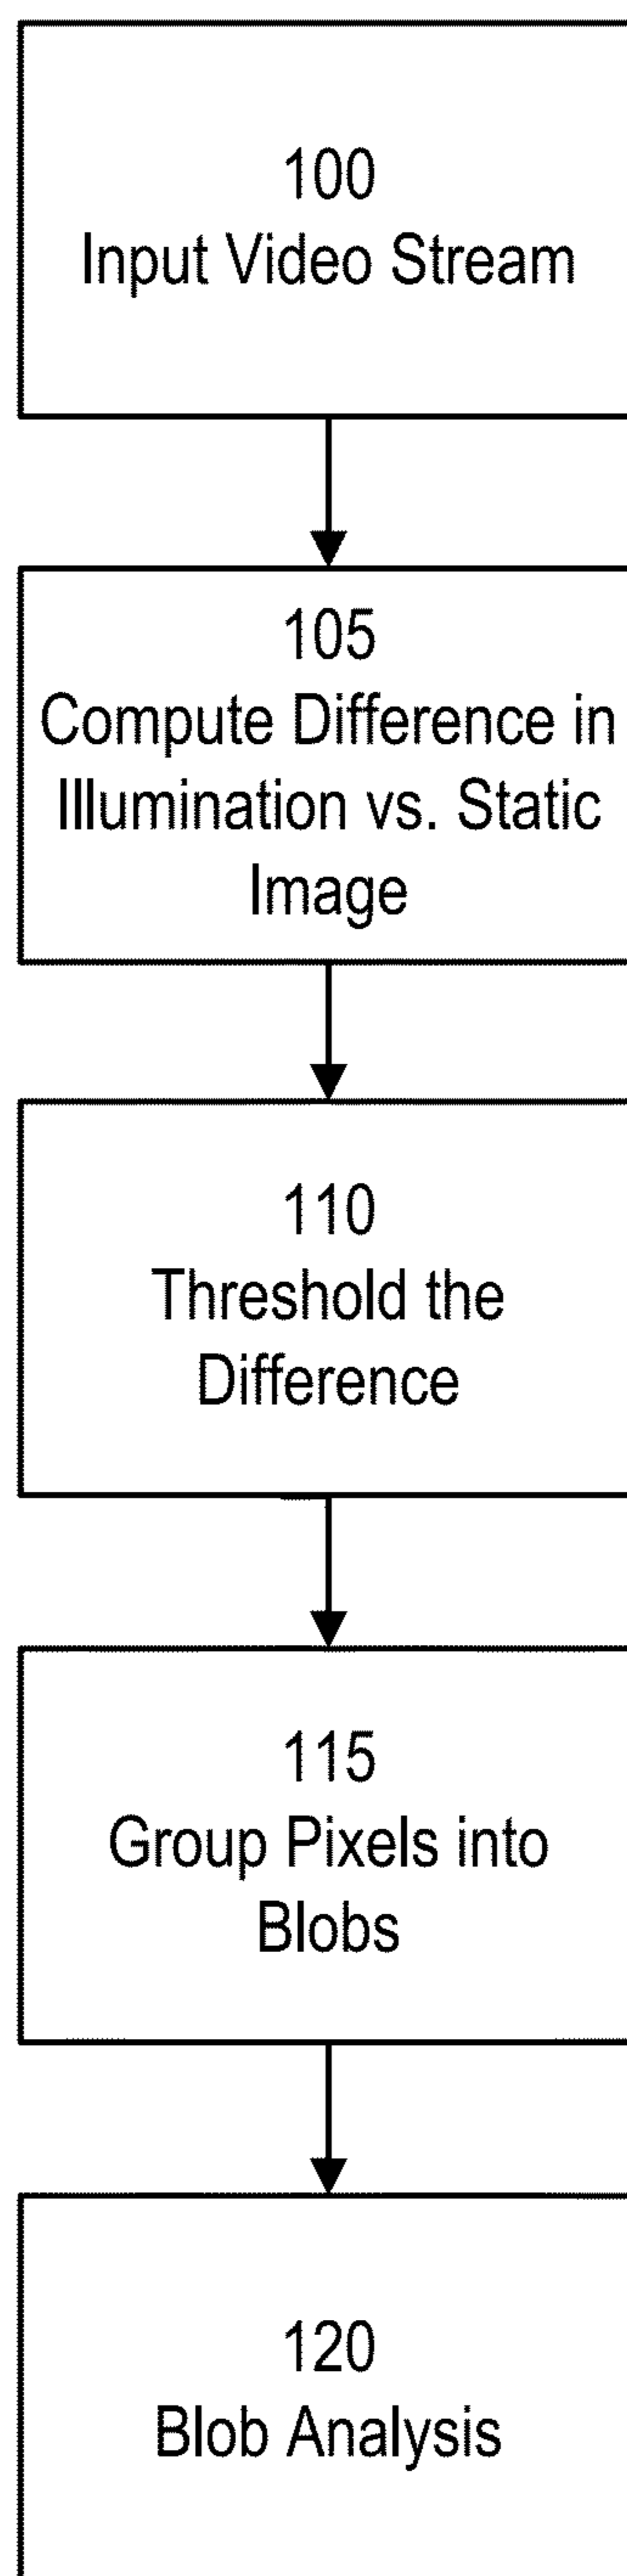 100
Input Video Stream
105
Compute Difference in
Illumination vs. Static
Image
110
Threshold the
Difference
115
Group Pixels into
Blobs
120
Blob Analysis